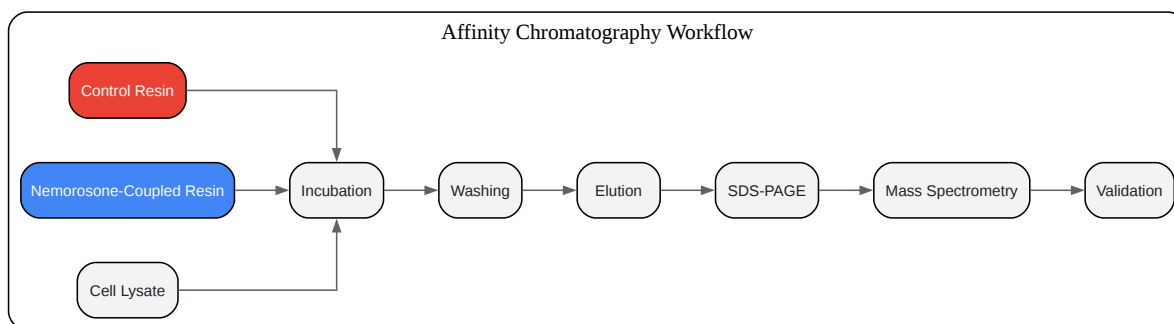 Affinity Chromatography Workflow
Control Resin
Nemorosone-Coupled Resin
Incubation
Washing
Elution
SDS-PAGE
Mass Spectrometry
Validation
Cell Lysate